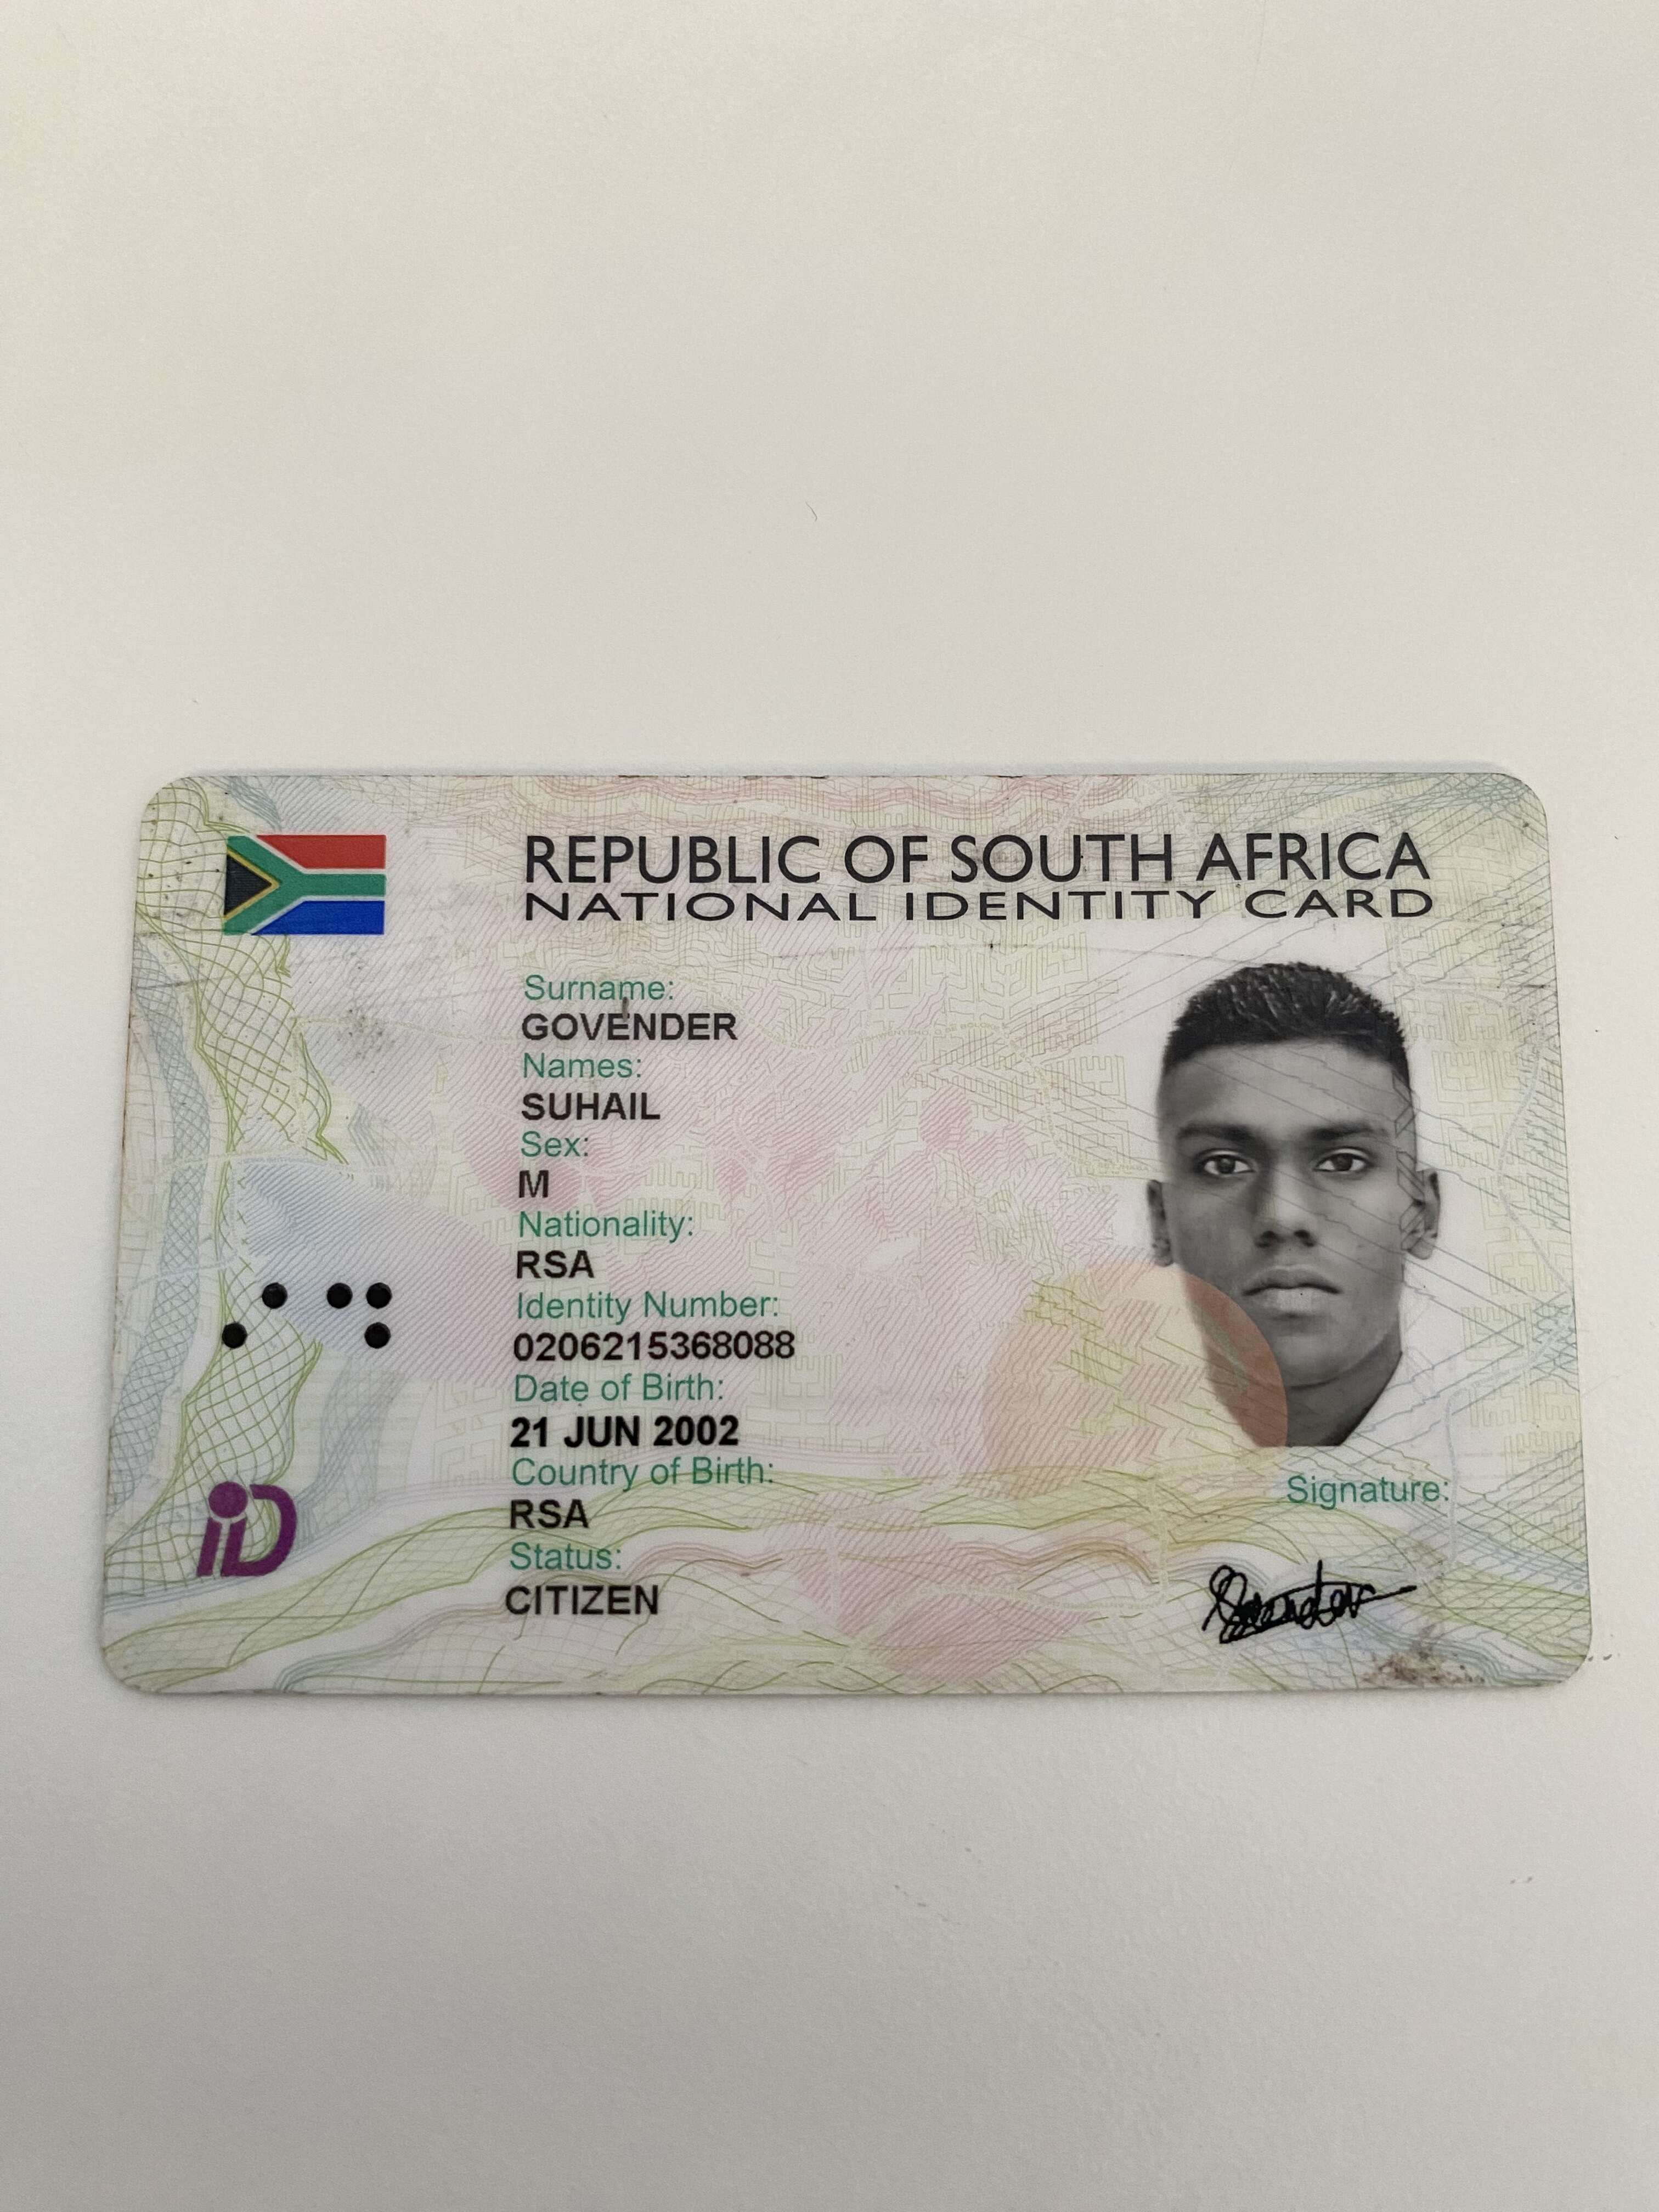 REPUBLIC OF SOUTH AFRICA
NATIONAL IDENTITY CARD
Surname:
GOVENDER
Names:
SUHAIL
Sex:
M
Nationality:
RSA
Identity Number:
0206215368088
Date of Birth:
21 JUN 2002
Country of Birth:
RSA
Status:
CITIZEN
iD
Signature: